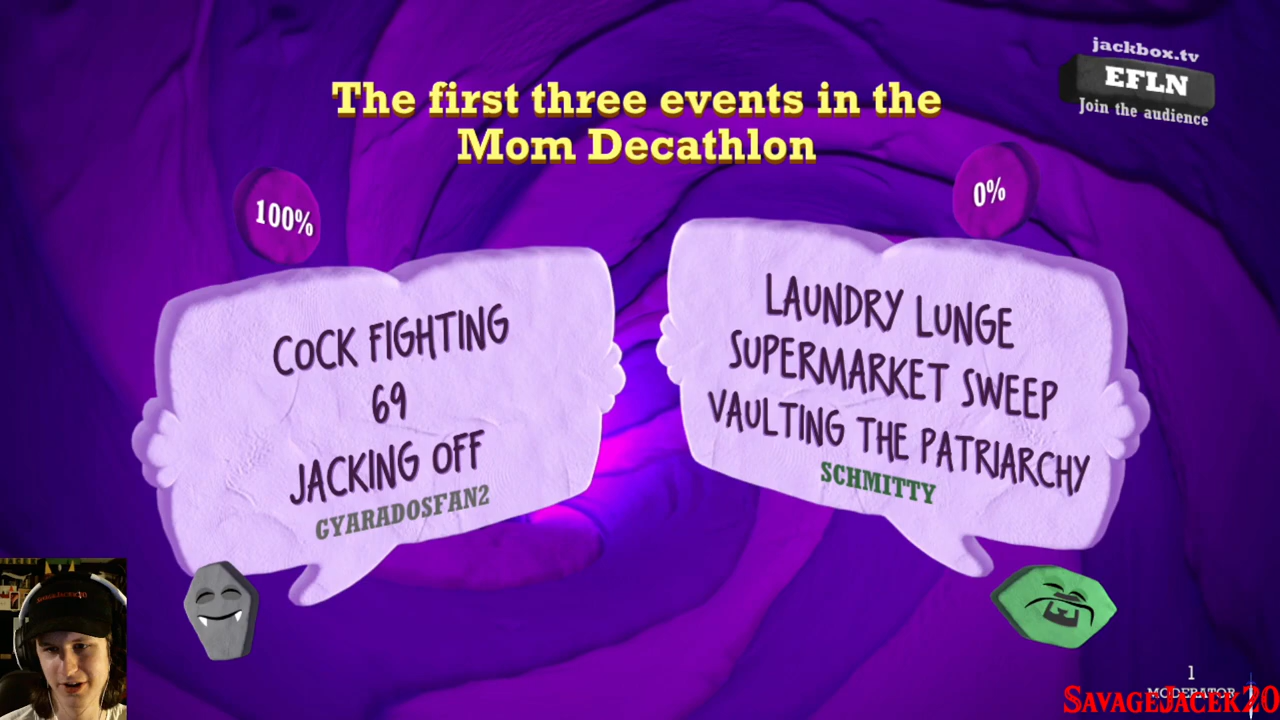 jackbox.tv
EFLN
Join the audience
The first three events in the
Mom Decathlon
100%
0%
COCK FIGHTING
69
JACKING OFF
GYARADOSFAN2
LAUNDRY LUNGE
SUPERMARKET SWEEP
VAULTING THE PATRIARCHY
SCHMITTY
1
MODERATOR
SAVAGEJACEK20
SAVAGEJACEK20